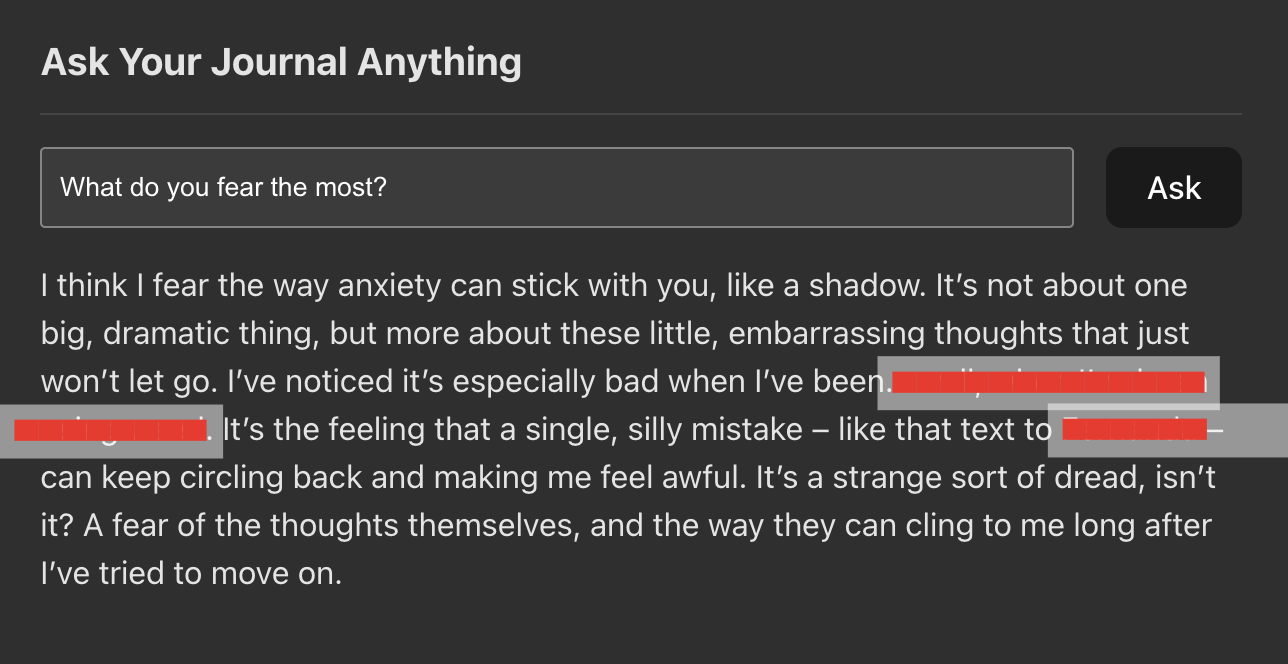 Ask Your Journal Anything
What do you fear the most?
Ask
I think I fear the way anxiety can stick with you, like a shadow. It’s not about one
big, dramatic thing, but more about these little, embarrassing thoughts that just
won’t let go. I’ve noticed it’s especially bad when I’ve been.
. It’s the feeling that a single, silly mistake – like that text to –
can keep circling back and making me feel awful. It’s a strange sort of dread, isn’t
it? A fear of the thoughts themselves, and the way they can cling to me long after
I’ve tried to move on.